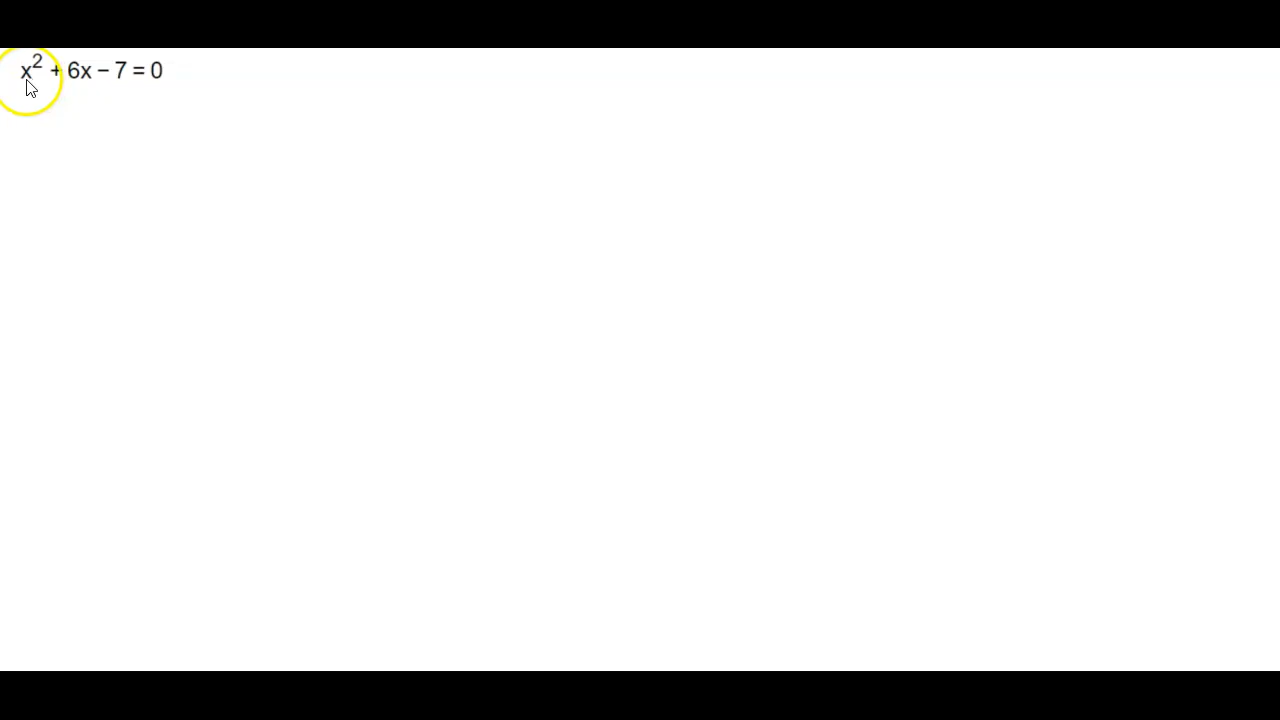 x² + 6x − 7 = 0